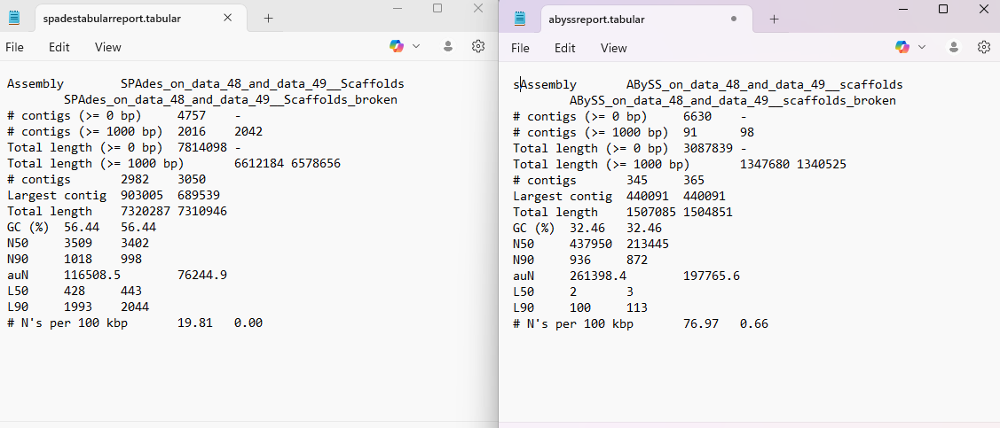 spadestabularreport.tabular
File Edit View
Assembly SPAdes_on_data_48_and_data_49__Scaffolds
SPAdes_on_data_48_and_data_49__Scaffolds_broken
# contigs (>= 0 bp) 4757 -
# contigs (>= 1000 bp) 2016 2042
Total length (>= 0 bp) 7814098 -
Total length (>= 1000 bp) 6612184 6578656
# contigs 2982 3050
Largest contig 903005 689539
Total length 7320287 7310946
GC (%) 56.44 56.44
N50 3509 3402
N90 1018 998
auN 116508.5 76244.9
L50 428 443
L90 1993 2044
# N's per 100 kbp 19.81 0.00
abyssreport.tabular
File Edit View
sAssembly ABySS_on_data_48_and_data_49__scaffolds
ABySS_on_data_48_and_data_49__scaffolds_broken
# contigs (>= 0 bp) 6630 -
# contigs (>= 1000 bp) 91 98
Total length (>= 0 bp) 3087839 -
Total length (>= 1000 bp) 1347680 1340525
# contigs 345 365
Largest contig 440091 440091
Total length 1507085 1504851
GC (%) 32.46 32.46
N50 437950 213445
N90 936 872
auN 261398.4 197765.6
L50 2 3
L90 100 113
# N's per 100 kbp 76.97 0.66